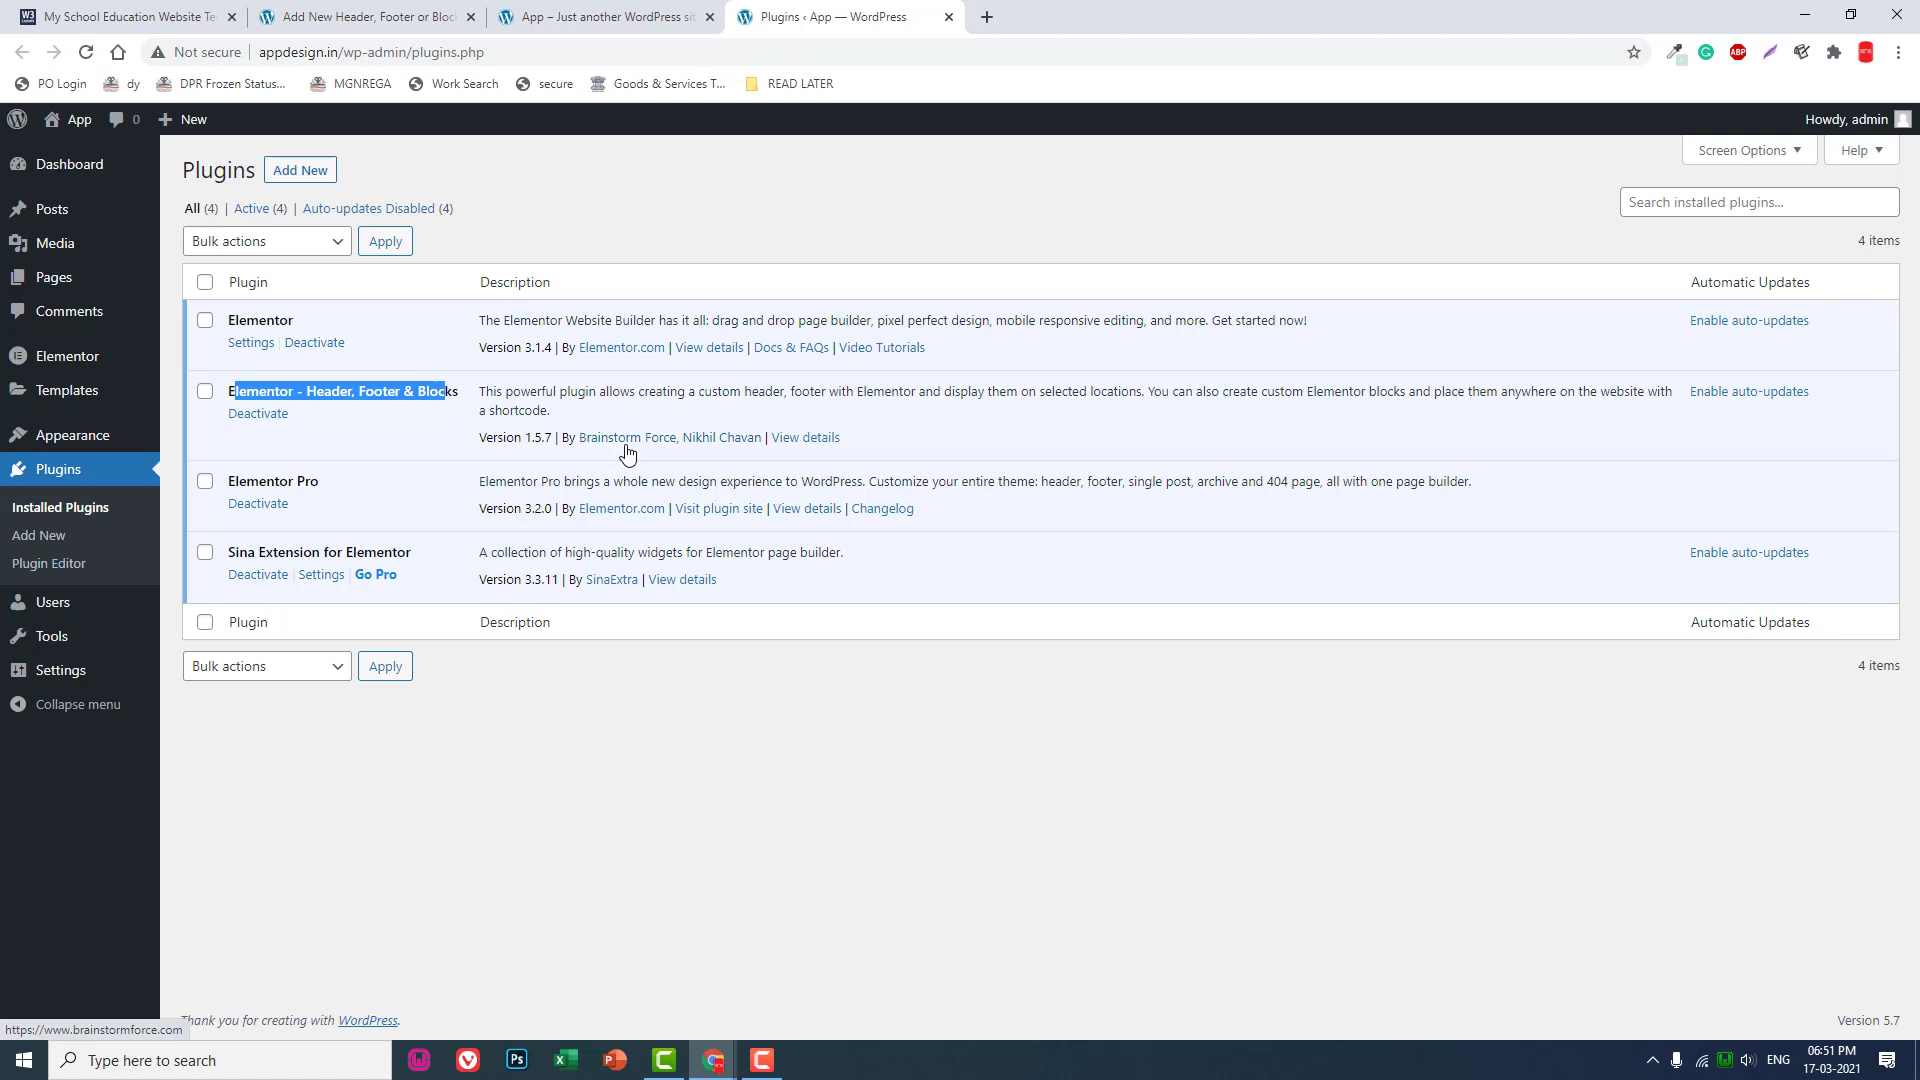 My School Education Website Te
Add New Header, Footer or Bloc
App – Just another WordPress sit
Plugins ‹ App — WordPress
Not secure
appdesign.in/wp-admin/plugins.php
PO Login
dy
DPR Frozen Status...
MGNREGA
Work Search
secure
Goods & Services T...
READ LATER
App
0
New
Howdy, admin
Dashboard
Posts
Media
Pages
Comments
Elementor
Templates
Appearance
Plugins
Installed Plugins
Add New
Plugin Editor
Users
Tools
Settings
Collapse menu
Screen Options
Help
Plugins
Add New
All (4) | Active (4) | Auto-updates Disabled (4)
Search installed plugins...
Bulk actions
Apply
4 items
Plugin Description Automatic Updates
Elementor
Settings | Deactivate
The Elementor Website Builder has it all: drag and drop page builder, pixel perfect design, mobile responsive editing, and more. Get started now!
Version 3.1.4 | By Elementor.com | View details | Docs & FAQs | Video Tutorials
Enable auto-updates
Elementor - Header, Footer & Blocks
Deactivate
This powerful plugin allows creating a custom header, footer with Elementor and display them on selected locations. You can also create custom Elementor blocks and place them anywhere on the website with
a shortcode.
Version 1.5.7 | By Brainstorm Force, Nikhil Chavan | View details
Enable auto-updates
Elementor Pro
Deactivate
Elementor Pro brings a whole new design experience to WordPress. Customize your entire theme: header, footer, single post, archive and 404 page, all with one page builder.
Version 3.2.0 | By Elementor.com | Visit plugin site | View details | Changelog
Sina Extension for Elementor
Deactivate | Settings | Go Pro
A collection of high-quality widgets for Elementor page builder.
Version 3.3.11 | By SinaExtra | View details
Enable auto-updates
Plugin Description Automatic Updates
Bulk actions
Apply
4 items
Thank you for creating with WordPress.
Version 5.7
https://www.brainstormforce.com
Type here to search
ENG
06:51 PM
17-03-2021